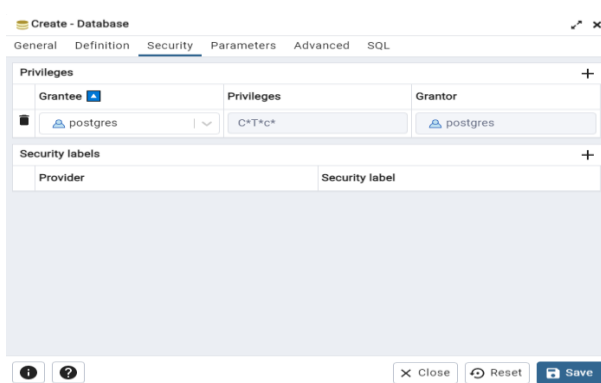 Create - Database
General Definition Security Parameters Advanced SQL
Privileges
Grantee Privileges Grantor
postgres C*T*c* postgres
Security labels
Provider Security label
Close Reset Save